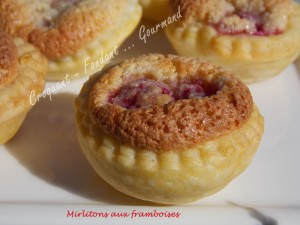 Croquant - Fondant ... Gourmand
Mirlitons aux framboises